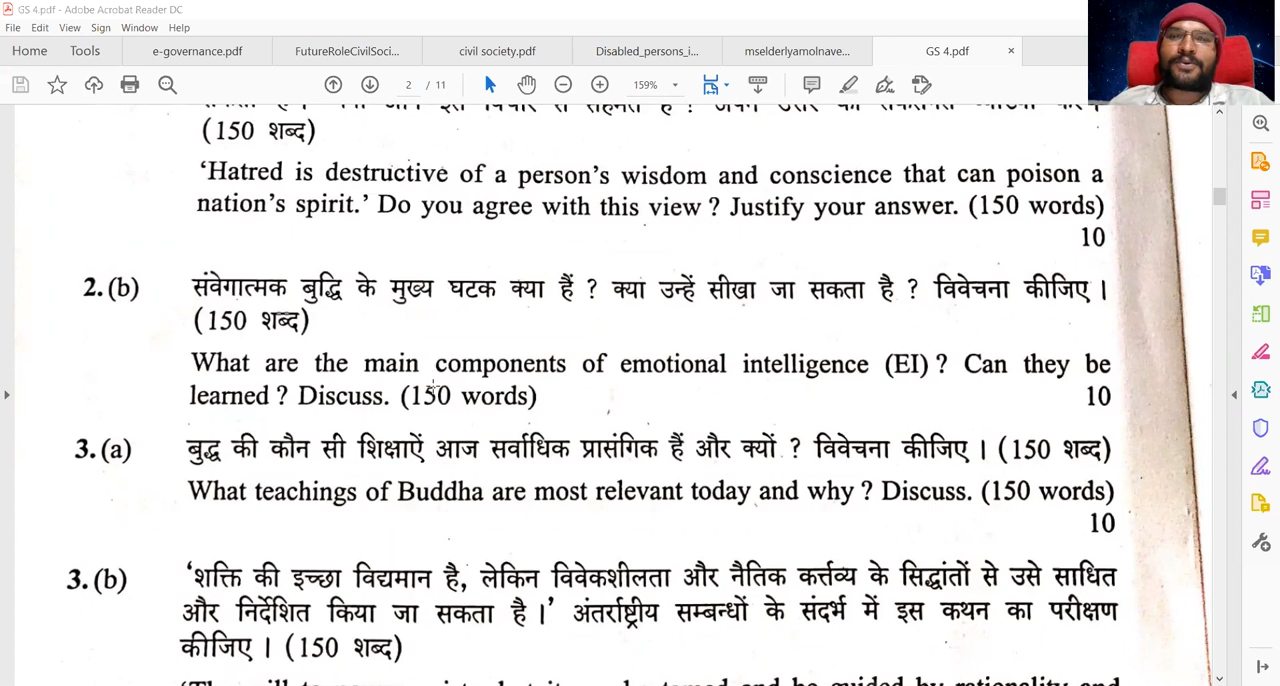 GS 4.pdf - Adobe Acrobat Reader DC
File Edit View Sign Window Help
Home Tools e-governance.pdf FutureRoleCivilSoci... civil society.pdf Disabled_persons_i... mselderlyamolnave... GS 4.pdf ×
2 / 11 159%
(150 शब्द)
‘Hatred is destructive of a person’s wisdom and conscience that can poison a
nation’s spirit.’ Do you agree with this view ? Justify your answer. (150 words)
10
2.(b) संवेगात्मक बुद्धि के मुख्य घटक क्या हैं ? क्या उन्हें सीखा जा सकता है ? विवेचना कीजिए ।
(150 शब्द)
What are the main components of emotional intelligence (EI) ? Can they be
learned ? Discuss. (150 words) 10
3.(a) बुद्ध की कौन सी शिक्षाऐं आज सर्वाधिक प्रासंगिक हैं और क्यों ? विवेचना कीजिए । (150 शब्द)
What teachings of Buddha are most relevant today and why ? Discuss. (150 words)
10
3.(b) ‘शक्ति की इच्छा विद्यमान है, लेकिन विवेकशीलता और नैतिक कर्त्तव्य के सिद्धांतों से उसे साधित
और निर्देशित किया जा सकता है ।’ अंतर्राष्ट्रीय सम्बन्धों के संदर्भ में इस कथन का परीक्षण
कीजिए । (150 शब्द)